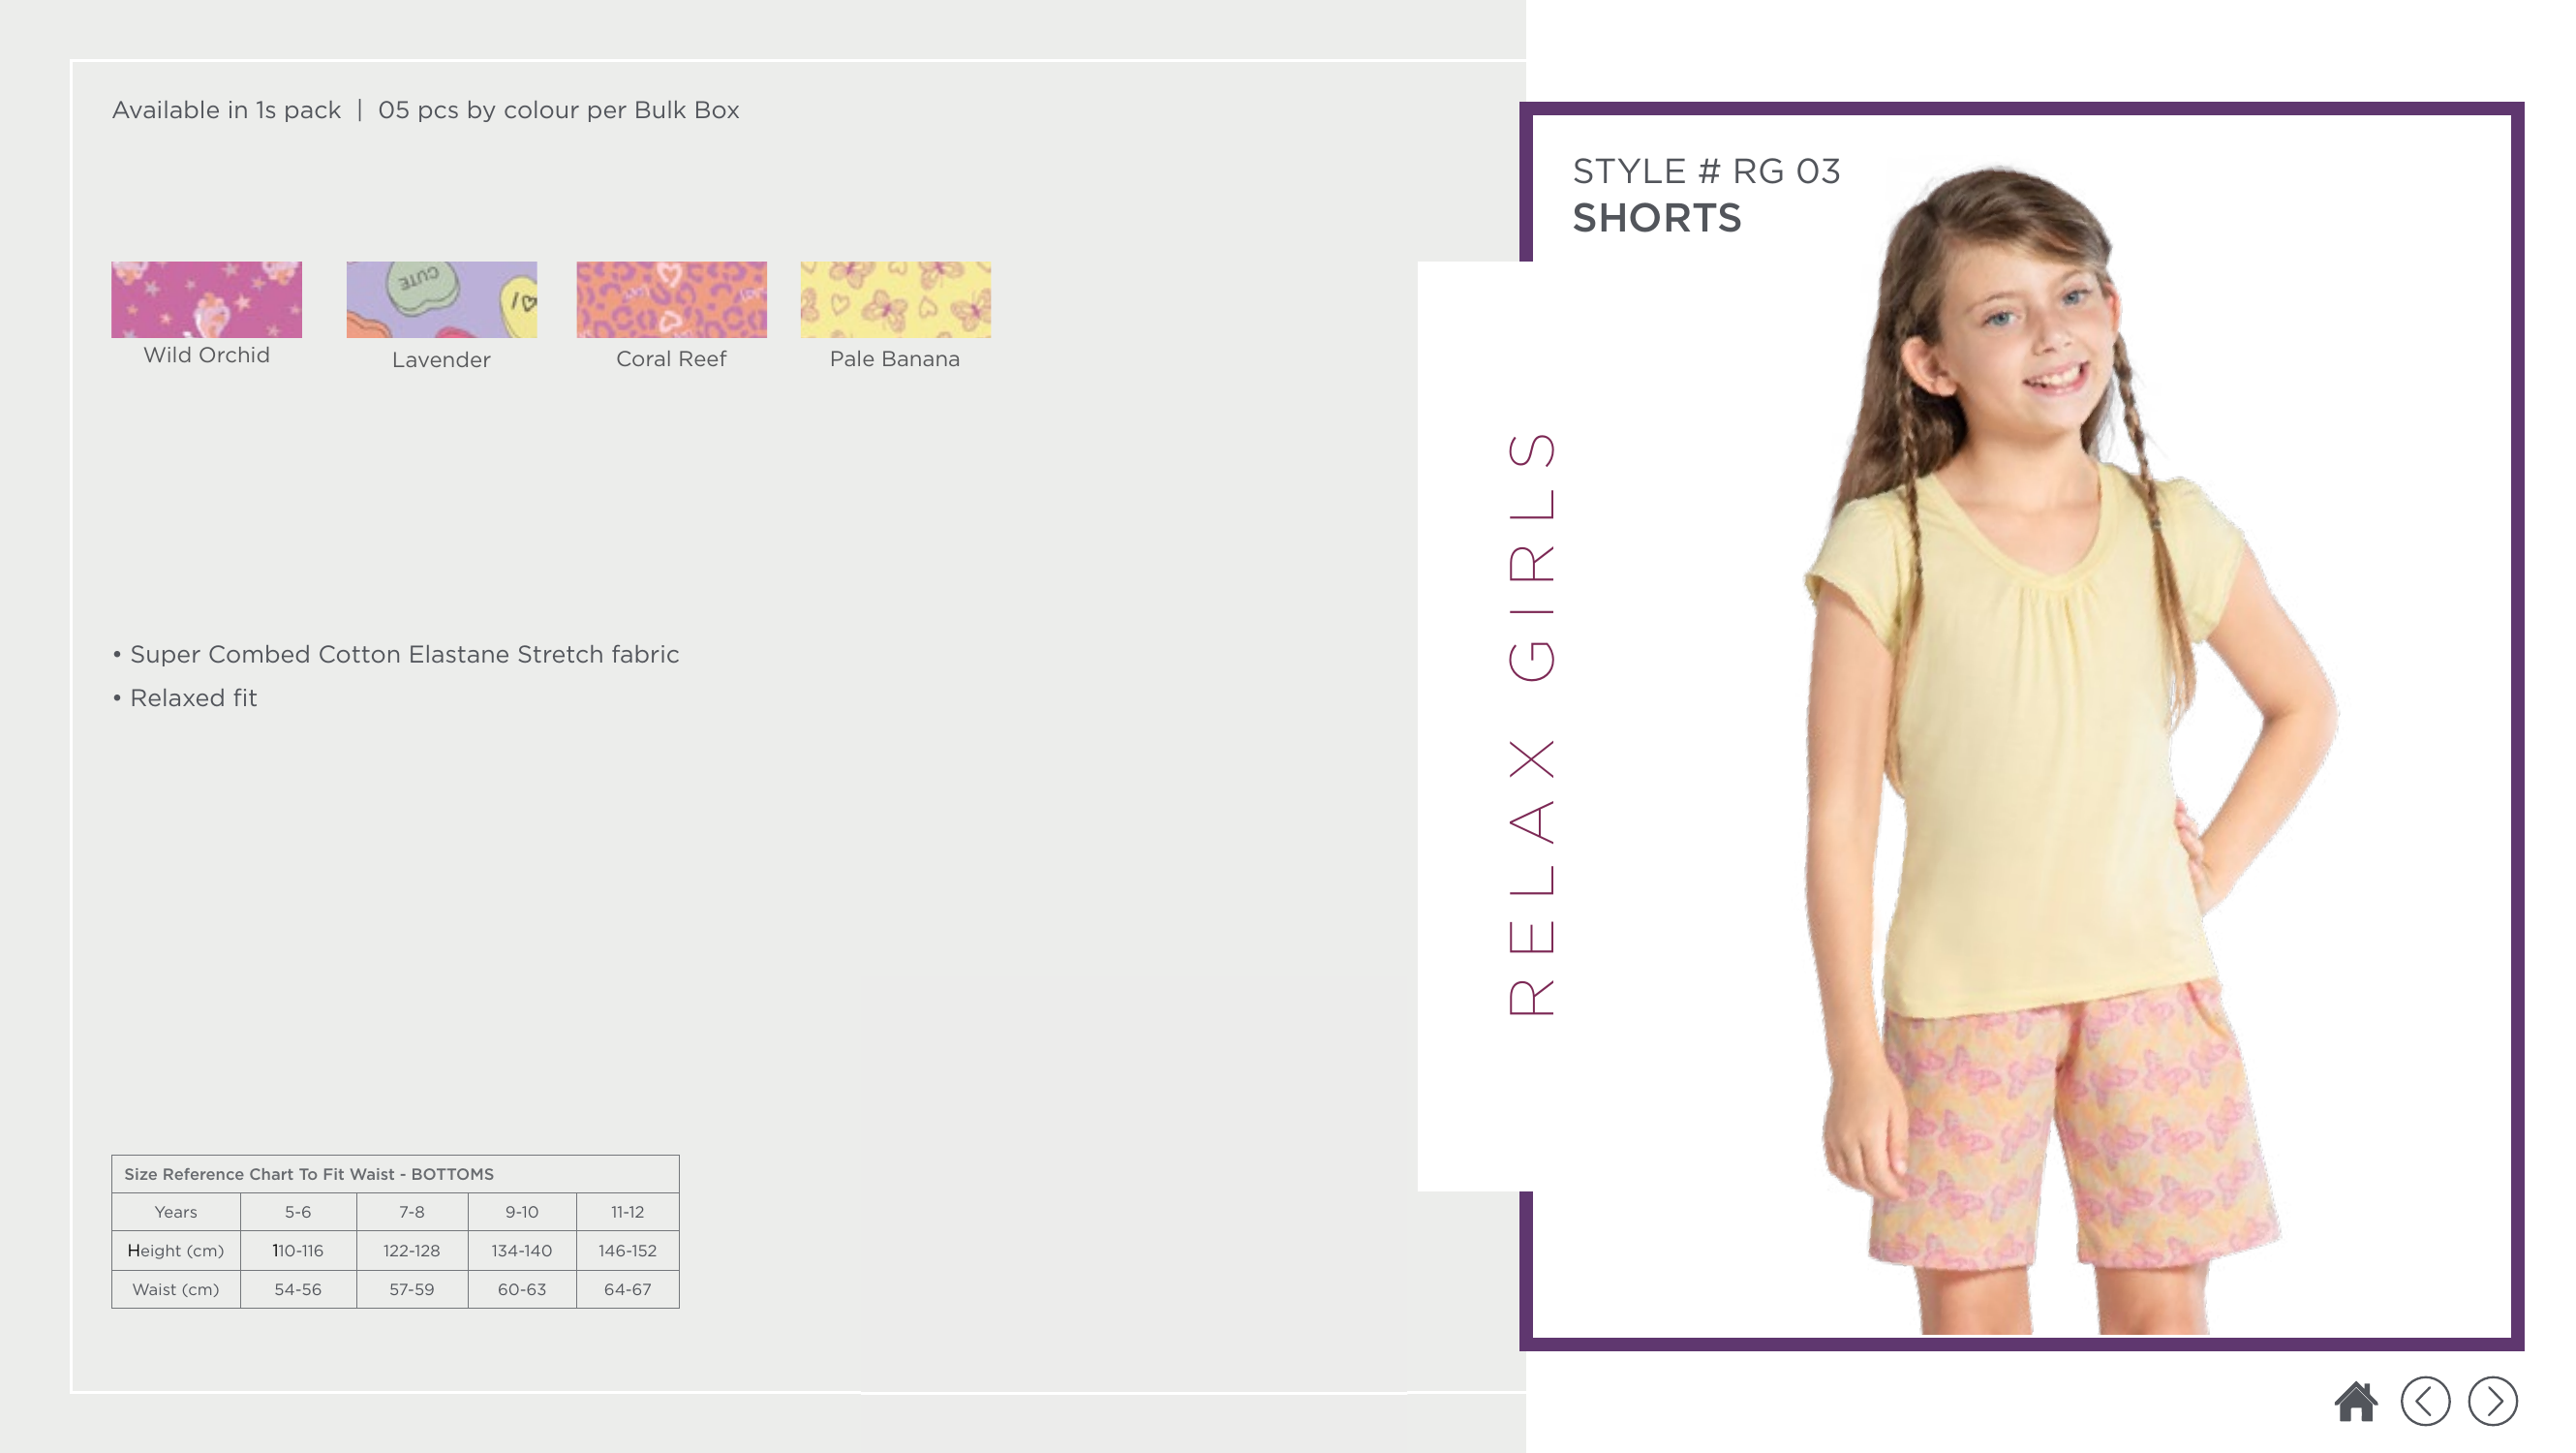 Available in 1s pack | 05 pcs by colour per Bulk Box
CUTE
I
Wild Orchid
Lavender
Coral Reef
Pale Banana
• Super Combed Cotton Elastane Stretch fabric
• Relaxed fit
Size Reference Chart To Fit Waist - BOTTOMS
Years 5-6 7-8 9-10 11-12
Height (cm) 110-116 122-128 134-140 146-152
Waist (cm) 54-56 57-59 60-63 64-67
RELAX GIRLS
STYLE # RG 03
SHORTS